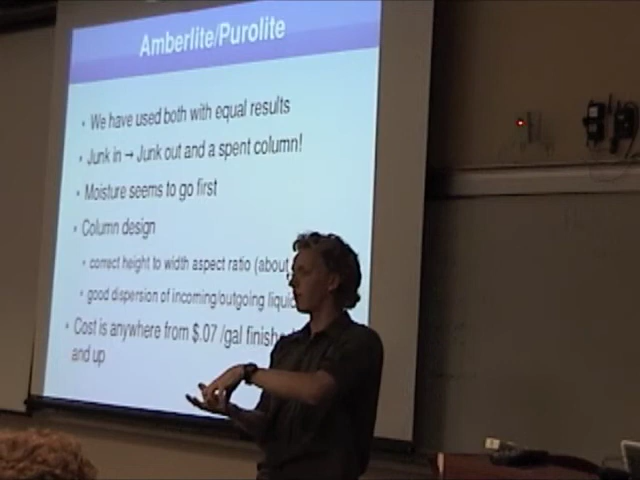 Amberlite/Purolite
• We have used both with equal results
• Junk in → Junk out and a spent column!
• Moisture seems to go first
• Column design
• correct height to width aspect ratio (about
• good dispersion of incoming/outgoing
• Cost is anywhere from $.07 /gal
and up